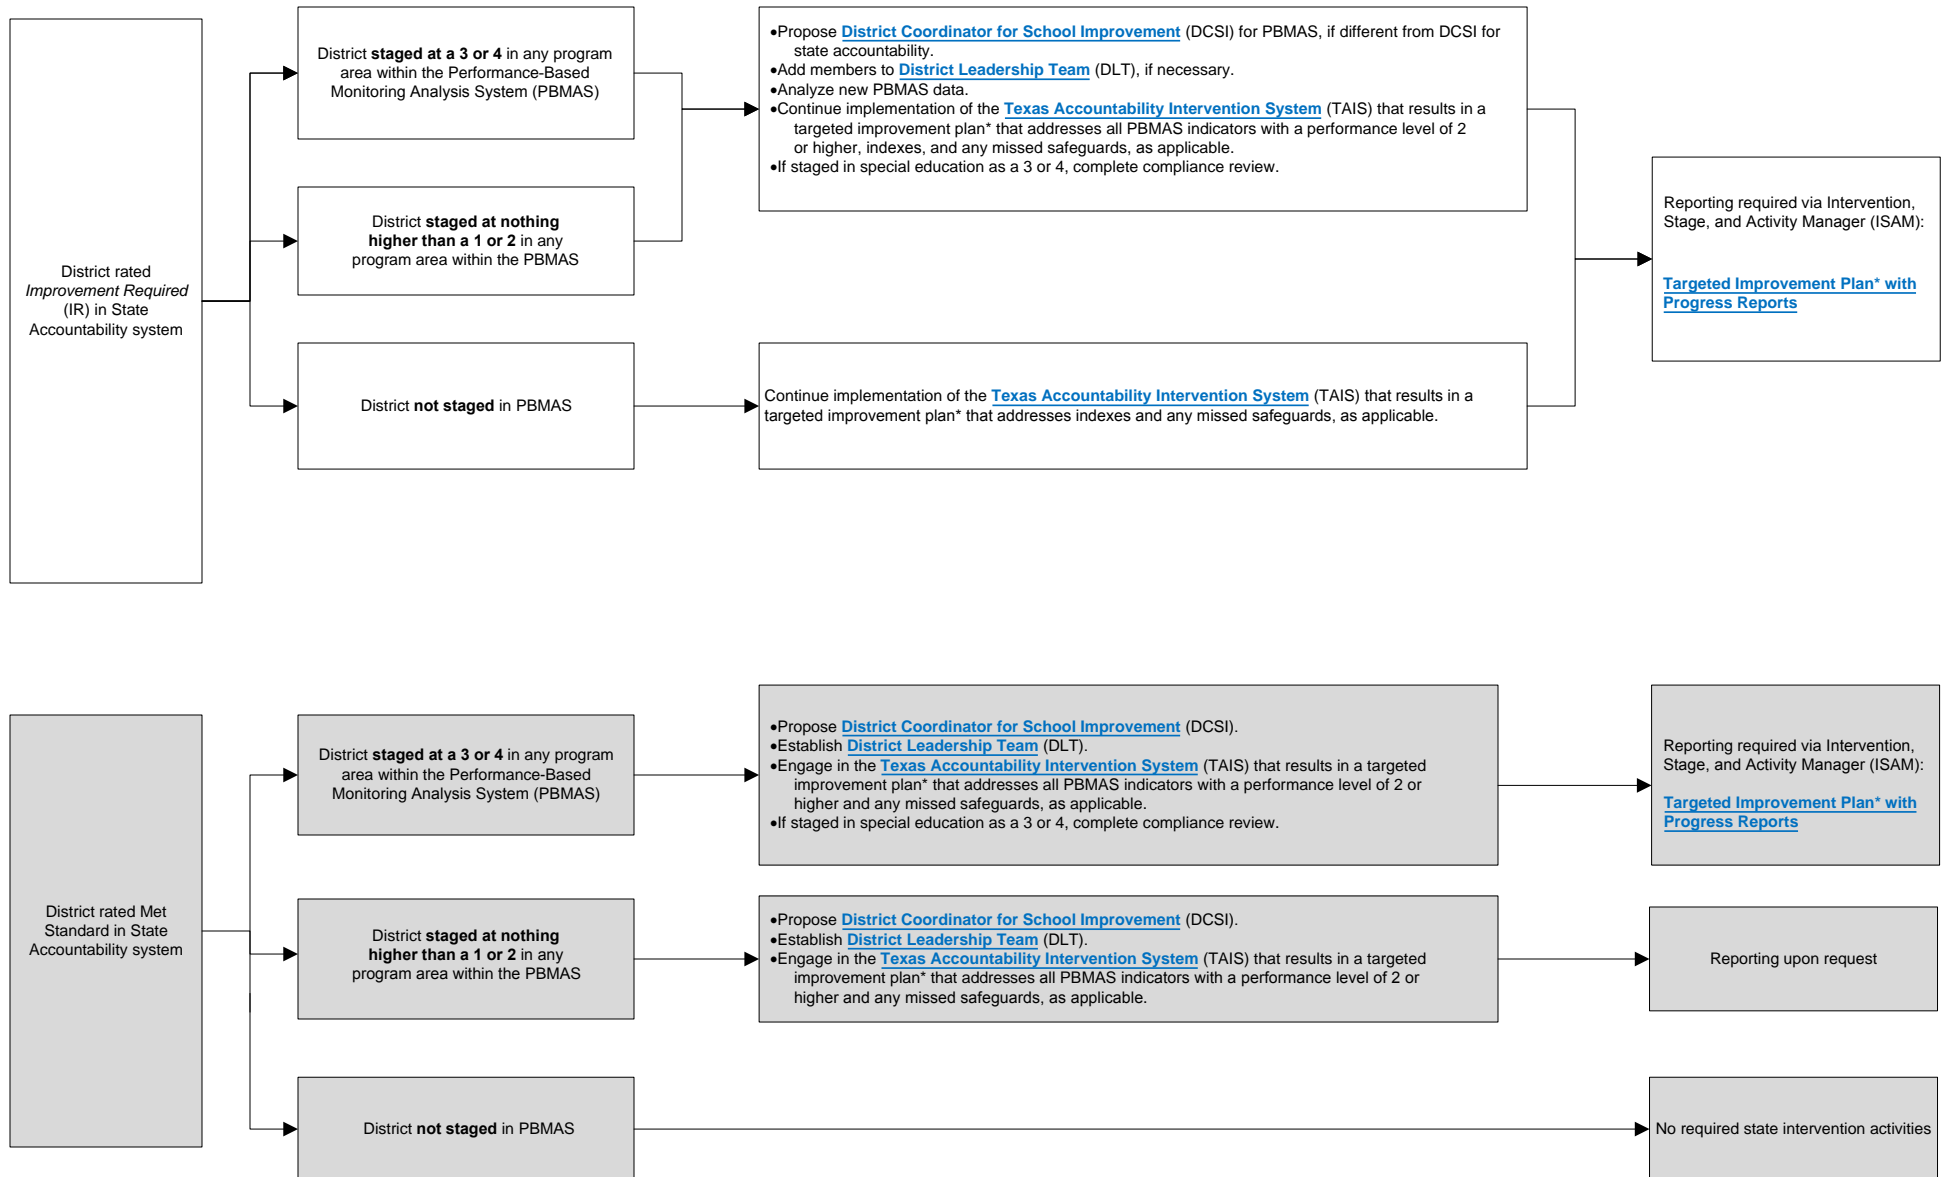 District rated
Improvement Required
(IR) in State
Accountability system
District staged at a 3 or 4 in any program
area within the Performance-Based
Monitoring Analysis System (PBMAS)
District staged at nothing
higher than a 1 or 2 in any
program area within the PBMAS
District not staged in PBMAS
•Propose District Coordinator for School Improvement (DCSI) for PBMAS, if different from DCSI for
state accountability.
•Add members to District Leadership Team (DLT), if necessary.
•Analyze new PBMAS data.
•Continue implementation of the Texas Accountability Intervention System (TAIS) that results in a
targeted improvement plan* that addresses all PBMAS indicators with a performance level of 2
or higher, indexes, and any missed safeguards, as applicable.
•If staged in special education as a 3 or 4, complete compliance review.
Continue implementation of the Texas Accountability Intervention System (TAIS) that results in a
targeted improvement plan* that addresses indexes and any missed safeguards, as applicable.
Reporting required via Intervention,
Stage, and Activity Manager (ISAM):
Targeted Improvement Plan* with
Progress Reports
District rated Met
Standard in State
Accountability system
District staged at a 3 or 4 in any program
area within the Performance-Based
Monitoring Analysis System (PBMAS)
•Propose District Coordinator for School Improvement (DCSI).
•Establish District Leadership Team (DLT).
•Engage in the Texas Accountability Intervention System (TAIS) that results in a targeted
improvement plan* that addresses all PBMAS indicators with a performance level of 2 or
higher and any missed safeguards, as applicable.
•If staged in special education as a 3 or 4, complete compliance review.
Reporting required via Intervention,
Stage, and Activity Manager (ISAM):
Targeted Improvement Plan* with
Progress Reports
District staged at nothing
higher than a 1 or 2 in any
program area within the PBMAS
•Propose District Coordinator for School Improvement (DCSI).
•Establish District Leadership Team (DLT).
•Engage in the Texas Accountability Intervention System (TAIS) that results in a targeted
improvement plan* that addresses all PBMAS indicators with a performance level of 2 or
higher and any missed safeguards, as applicable.
Reporting upon request
District not staged in PBMAS
No required state intervention activities